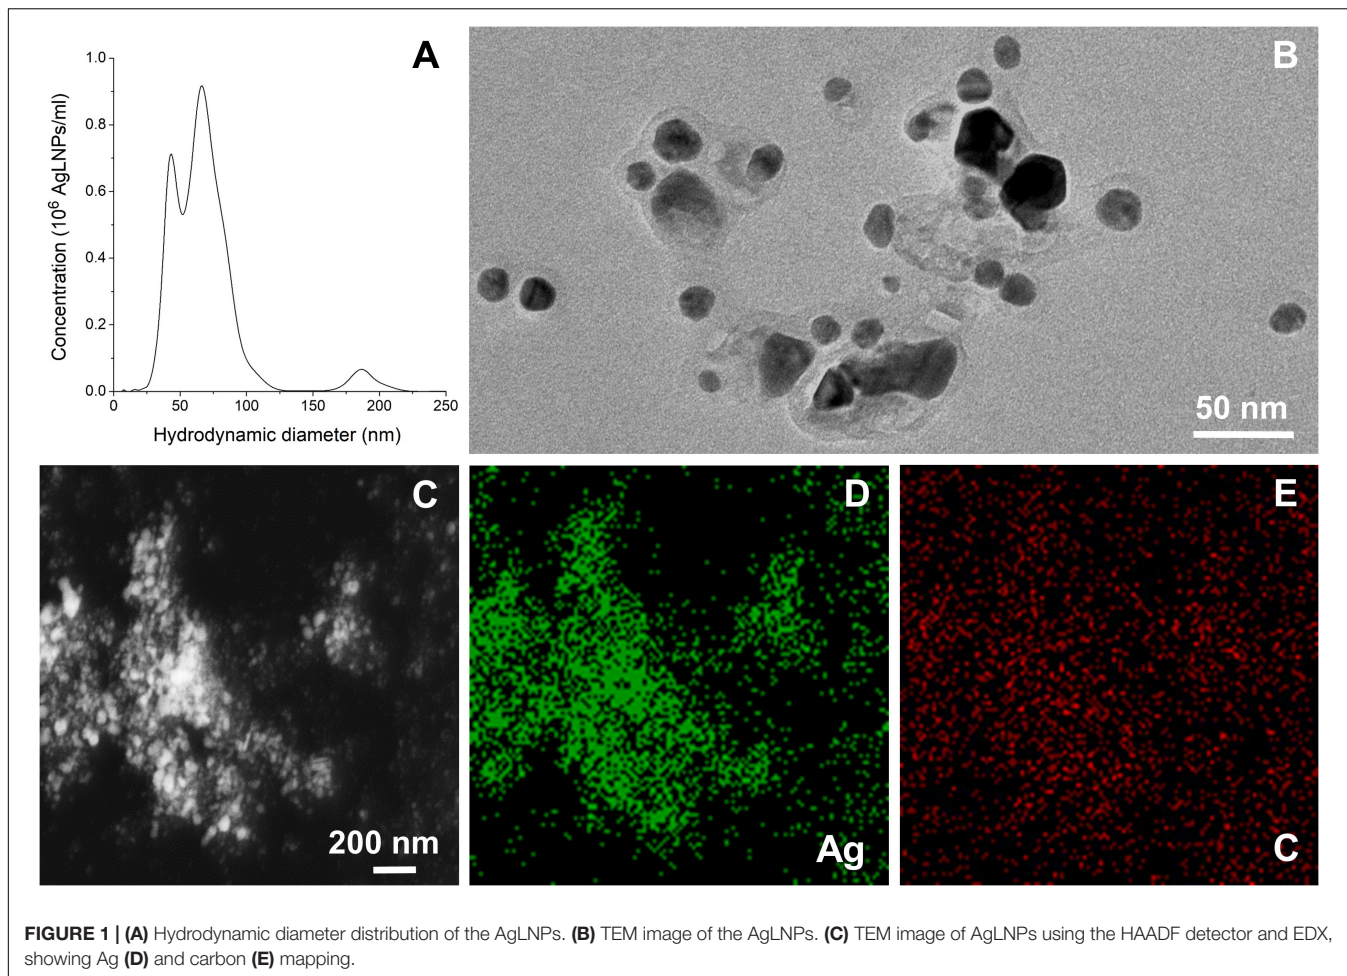 A
1.0
0.8
0.6
0.4
0.2
0.0
0 50 100 150 200 250
Concentration (10⁶ AgLNPs/ml)
Hydrodynamic diameter (nm)
B
50 nm
C
200 nm
D
Ag
E
C
FIGURE 1 | (A) Hydrodynamic diameter distribution of the AgLNPs. (B) TEM image of the AgLNPs. (C) TEM image of AgLNPs using the HAADF detector and EDX,
showing Ag (D) and carbon (E) mapping.